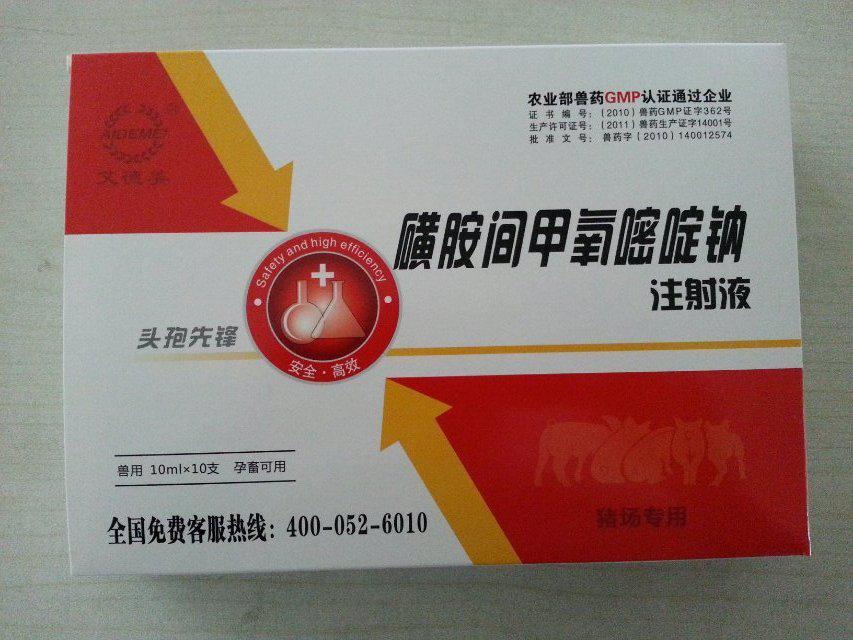 农业部兽药GMP认证通过企业
证书编号：（2010）兽药GMP证字362号
生产许可证号：（2011）兽药生产证字14001号
批准文号：兽药字（2010）140012574
AIDEMEI
艾德美
磺胺间甲氧嘧啶钠
注射液
Safety and high efficiency
安全·高效
头孢先锋
兽用 10ml×10支 孕畜可用
猪场专用
全国免费客服热线：400-052-6010